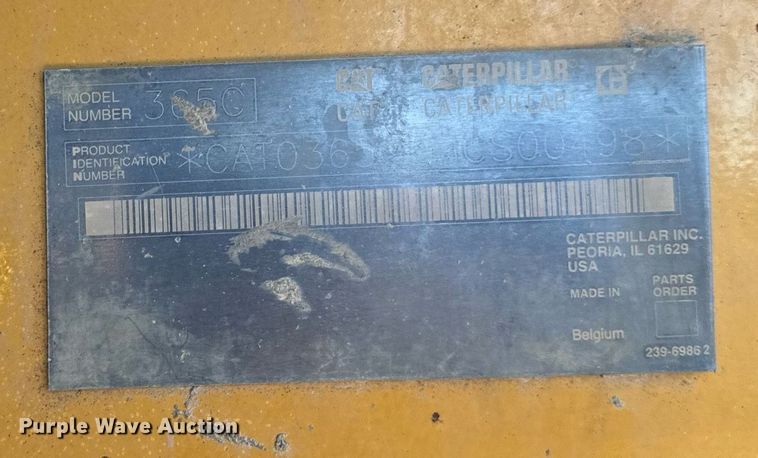 MODEL NUMBER 365C
CAT CATERPILLAR
CAT CATERPILLAR
PRODUCT
IDENTIFICATION
NUMBER
CATERPILLAR INC.
PEORIA, IL 61629
USA
MADE IN
PARTS ORDER
Belgium
239-6986 2
Purple Wave Auction